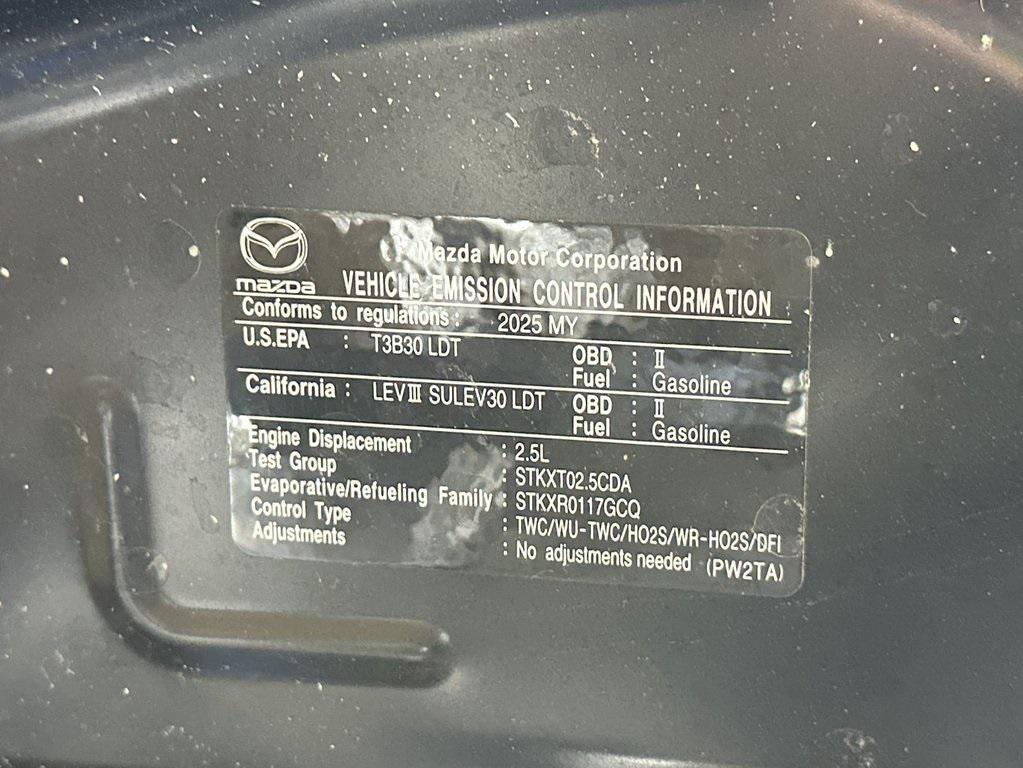 Mazda Motor Corporation
mazda VEHICLE EMISSION CONTROL INFORMATION
Conforms to regulations : 2025 MY
U.S.EPA : T3B30 LDT OBD : II
Fuel : Gasoline
California : LEVIII SULEV30 LDT OBD : II
Fuel : Gasoline
Engine Displacement : 2.5L
Test Group : STKXT02.5CDA
Evaporative/Refueling Family : STKXR0117GCQ
Control Type : TWC/WU-TWC/HO2S/WR-HO2S/DFI
Adjustments : No adjustments needed (PW2TA)